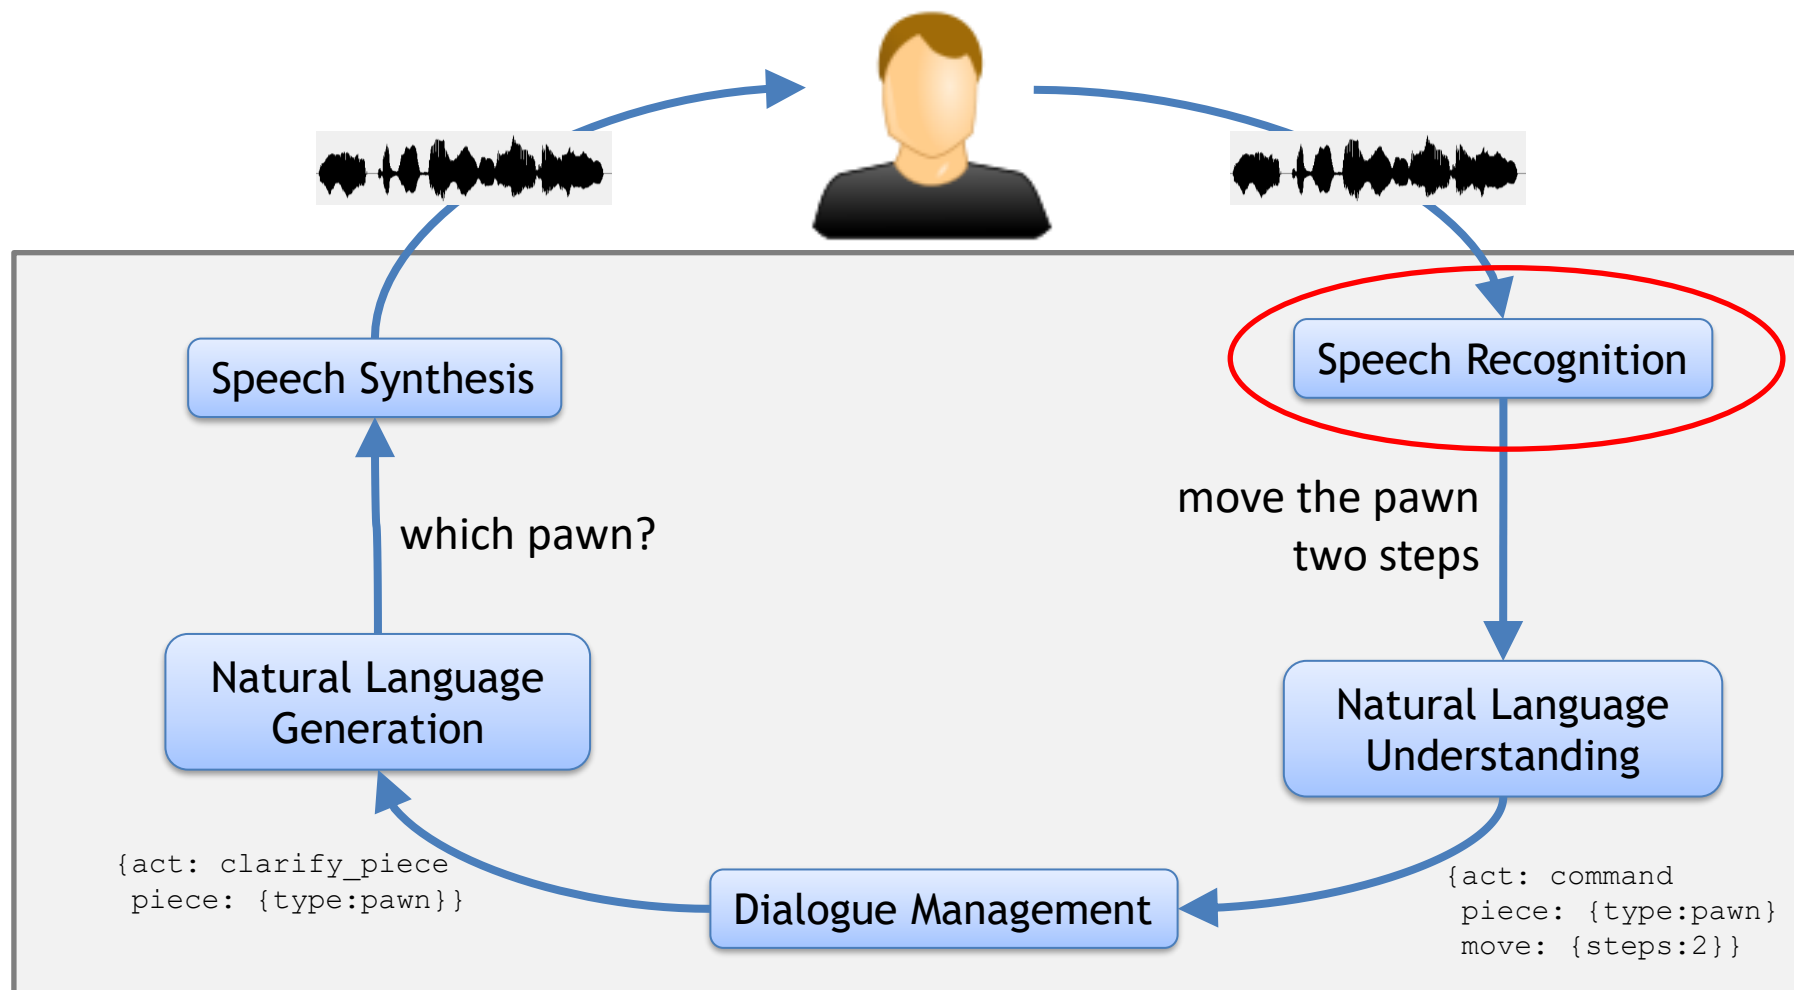 Speech Synthesis
Speech Recognition
move the pawn
two steps
which pawn?
Natural Language
Generation
Natural Language
Understanding
{act: clarify_piece
piece: {type:pawn}}
Dialogue Management
{act: command
piece: {type:pawn}
move: {steps:2}}